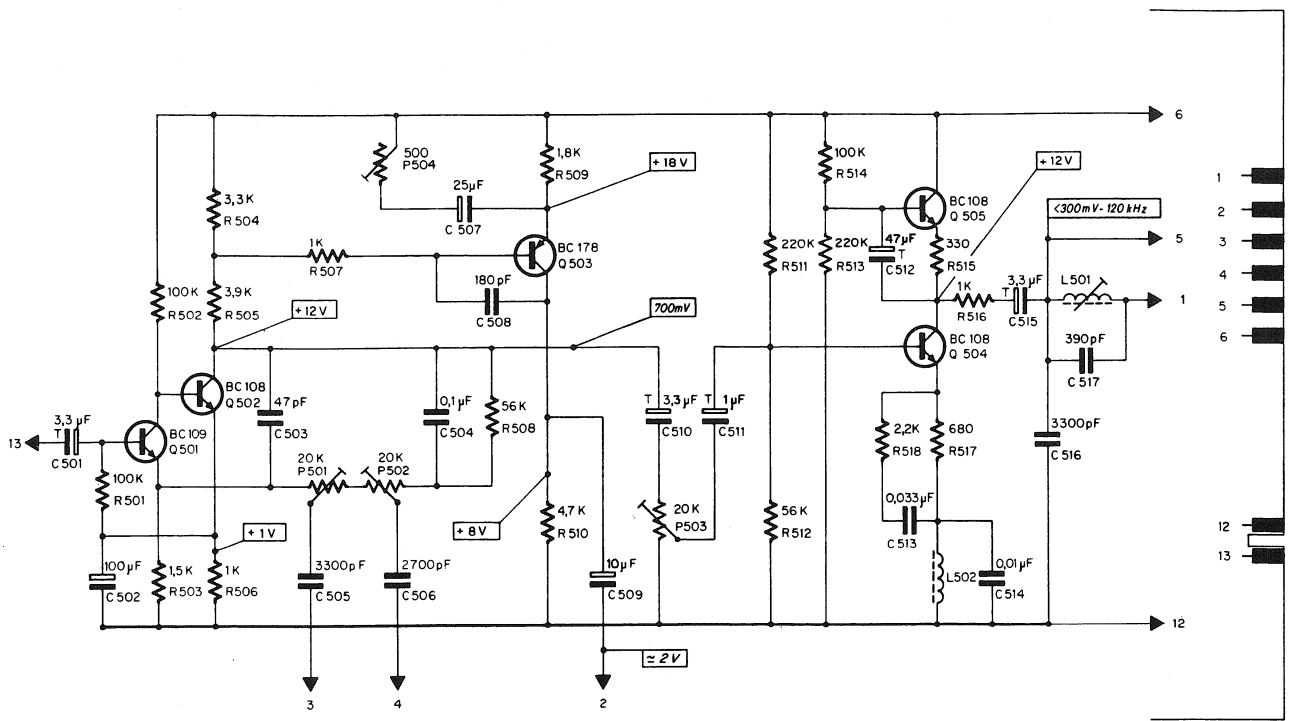 6
500
P504
1,8K
R509
+18V
100K
R514
+12V
1
3,3K
R504
25µF
C507
BC108
Q505
<300mV-120kHz
2
1K
R507
BC178
Q503
220K
R511
220K
R513
47µF
T
C512
330
R515
5
3
100K
R502
3,9K
R505
180pF
C508
1K
R516
T
3,3µF
C515
L501
1
4
5
+12V
700mV
BC108
Q504
390pF
C517
6
BC108
Q502
47pF
C503
0,1µF
C504
56K
R508
T
3,3µF
C510
T
1µF
C511
13
3,3µF
T
C501
BC109
Q501
2,2K
R518
680
R517
3300pF
C516
100K
R501
20K
P501
20K
P502
+8V
4,7K
R510
20K
P503
56K
R512
0,033µF
C513
12
13
+1V
100µF
C502
1,5K
R503
1K
R506
3300pF
C505
2700pF
C506
10µF
C509
L502
0,01µF
C514
12
≃2V
3
4
2